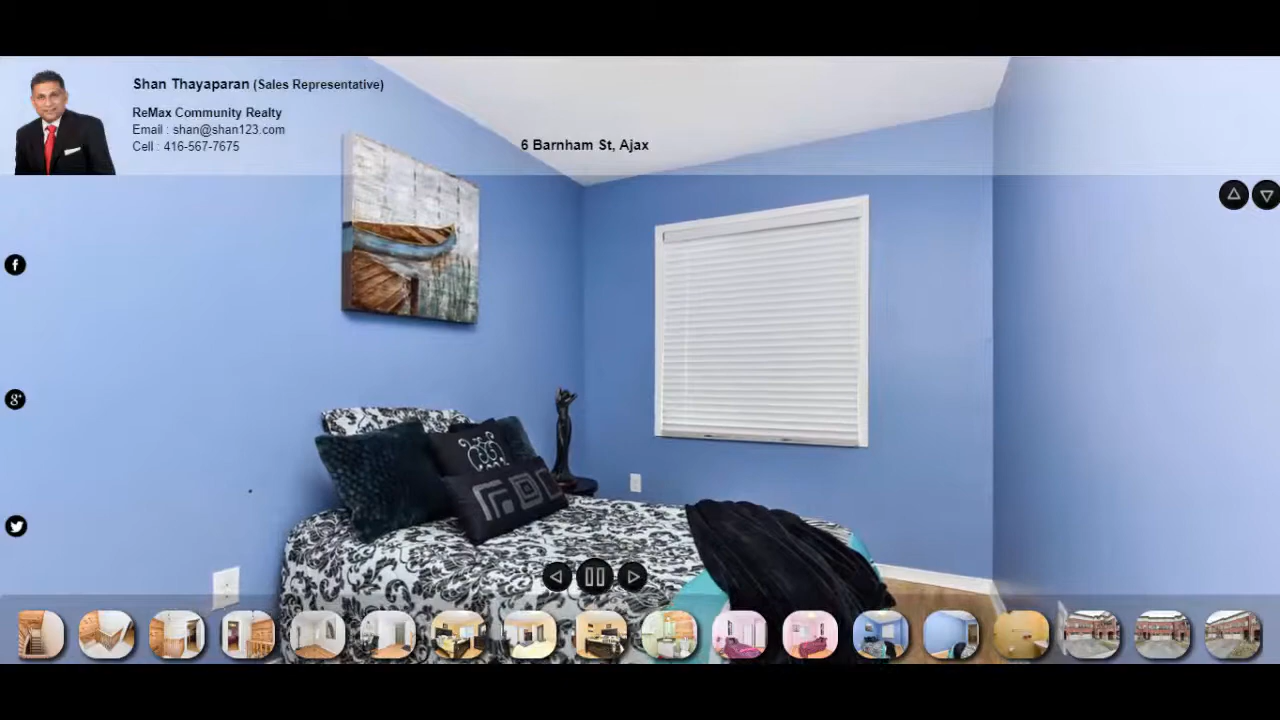 Shan Thayaparan (Sales Representative)
ReMax Community Realty
Email : shan@shan123.com
Cell : 416-567-7675
6 Barnham St, Ajax